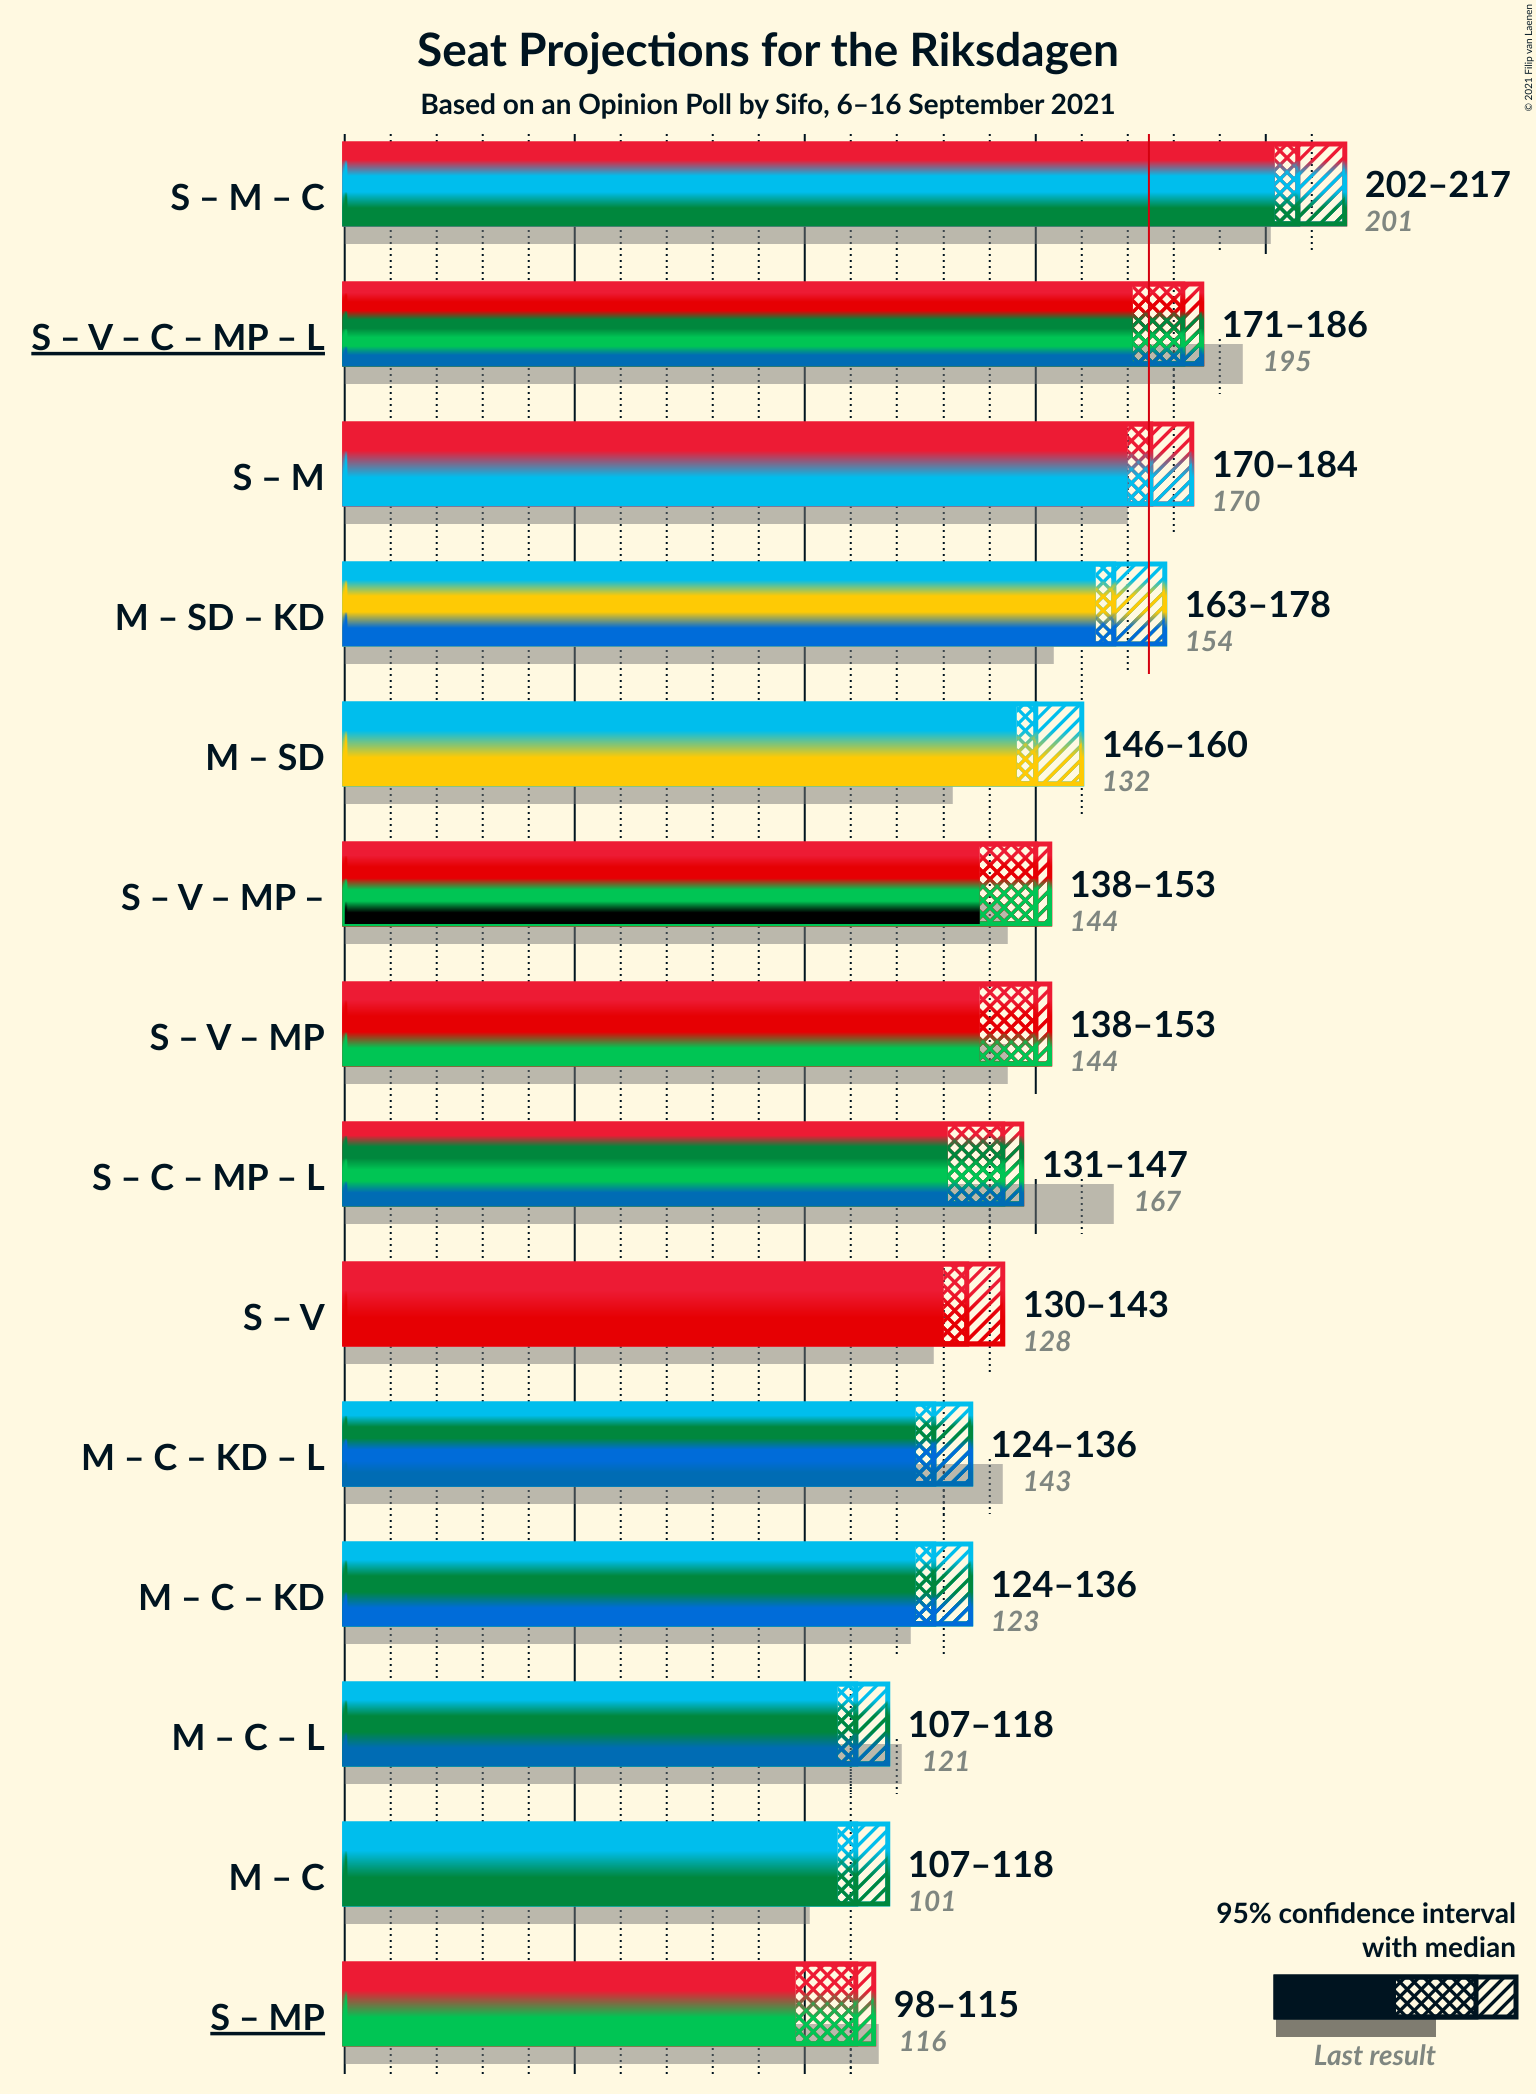 Seat Projections for the Riksdagen
Based on an Opinion Poll by Sifo, 6–16 September 2021
© 2021 Filip van Laenen
S – M – C
202–217
201
S – V – C – MP – L
171–186
195
S – M
170–184
170
M – SD – KD
163–178
154
M – SD
146–160
132
S – V – MP –
138–153
144
S – V – MP
138–153
144
S – C – MP – L
131–147
167
S – V
130–143
128
M – C – KD – L
124–136
143
M – C – KD
124–136
123
M – C – L
107–118
121
M – C
107–118
101
S – MP
98–115
116
95% confidence interval
with median
Last result